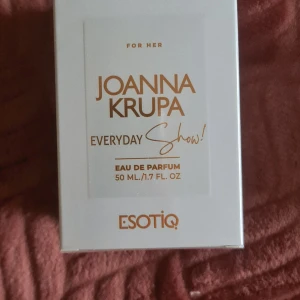 FOR HER
JOANNA
KRUPA
EVERYDAY Show!
EAU DE PARFUM
50 ML./1.7 FL. OZ
ESOTIQ